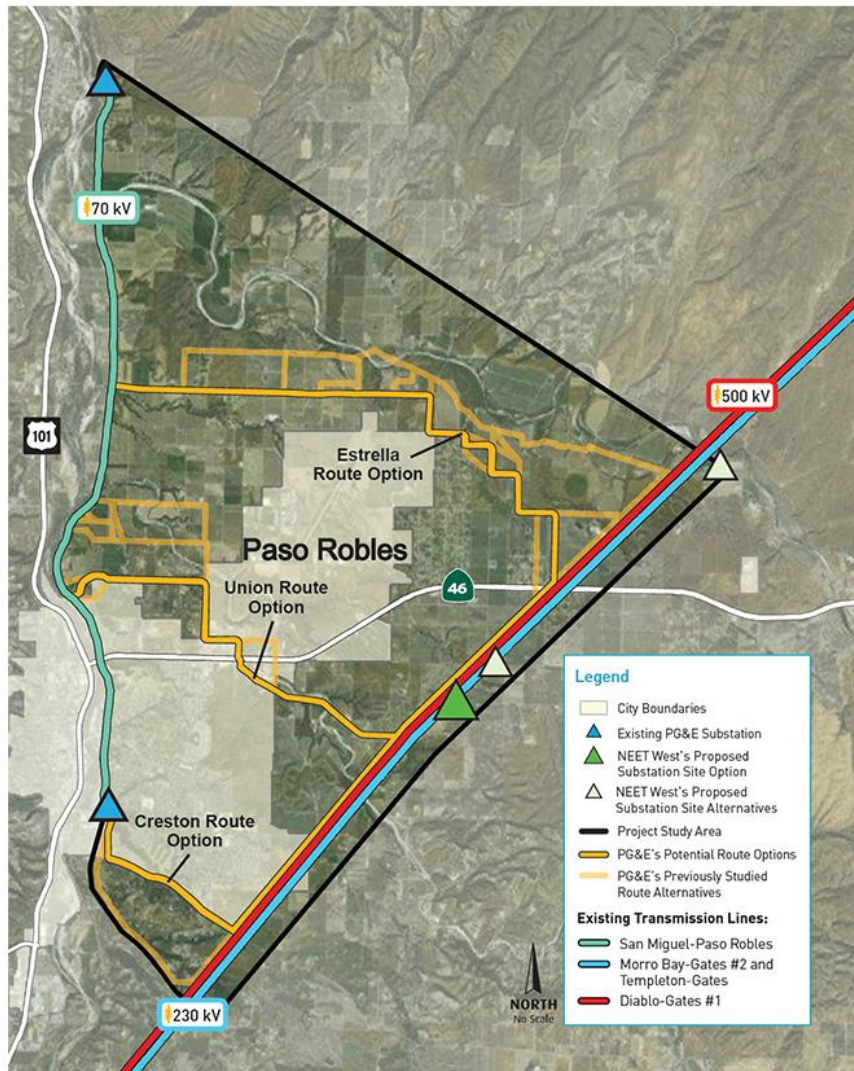 70 kV
500 kV
101
Estrella
Route Option
Paso Robles
Union Route
Option
46
Creston Route
Option
230 kV
NORTH
No Scale
Legend
City Boundaries
Existing PG&E Substation
NEET West's Proposed
Substation Site Option
NEET West's Proposed
Substation Site Alternatives
Project Study Area
PG&E's Potential Route Options
PG&E's Previously Studied
Route Alternatives
Existing Transmission Lines:
San Miguel-Paso Robles
Morro Bay-Gates #2 and
Templeton-Gates
Diablo-Gates #1